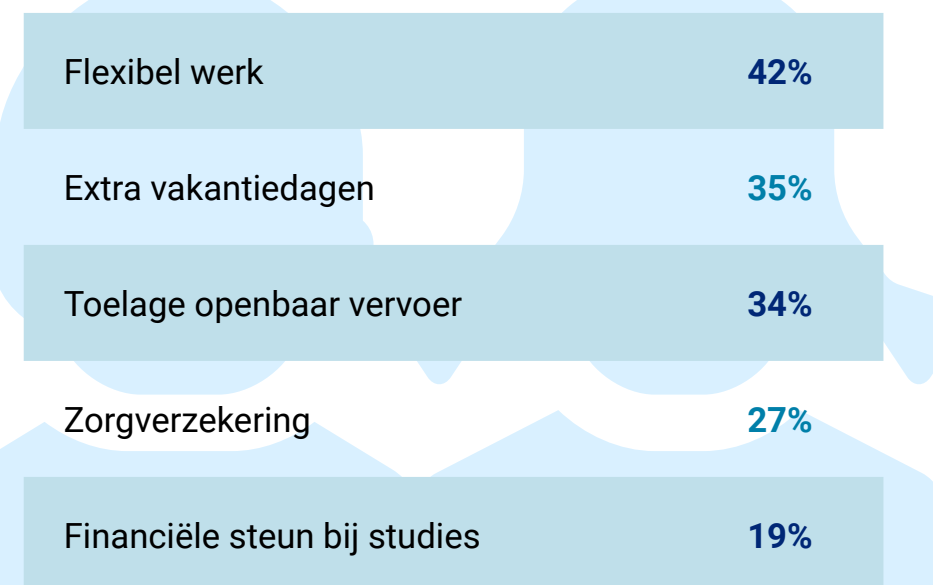 Flexibel werk 42%
Extra vakantiedagen 35%
Toelage openbaar vervoer 34%
Zorgverzekering 27%
Financiële steun bij studies 19%